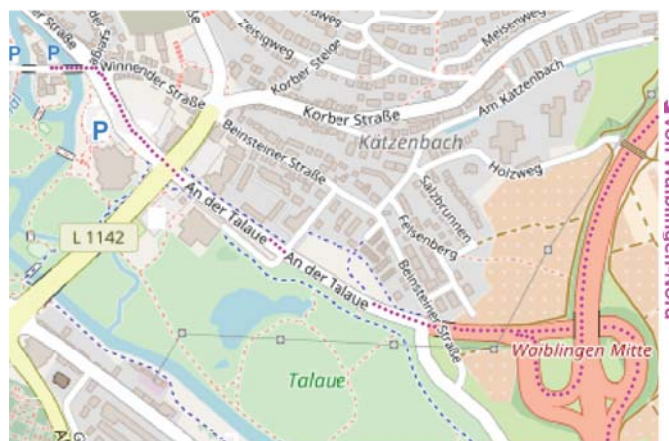 P
P
Winnender Straße
P
Zeisigweg
Korber Steige
Meisenweg
Korber Straße
Am Kätzenbach
Kätzenbach
Beinsteiner Straße
Holzweg
Salzbrunnen
Felsenberg
L 1142
An der Talaue
An der Talaue
Beinsteiner Straße
Waiblingen Mitte
Talaue